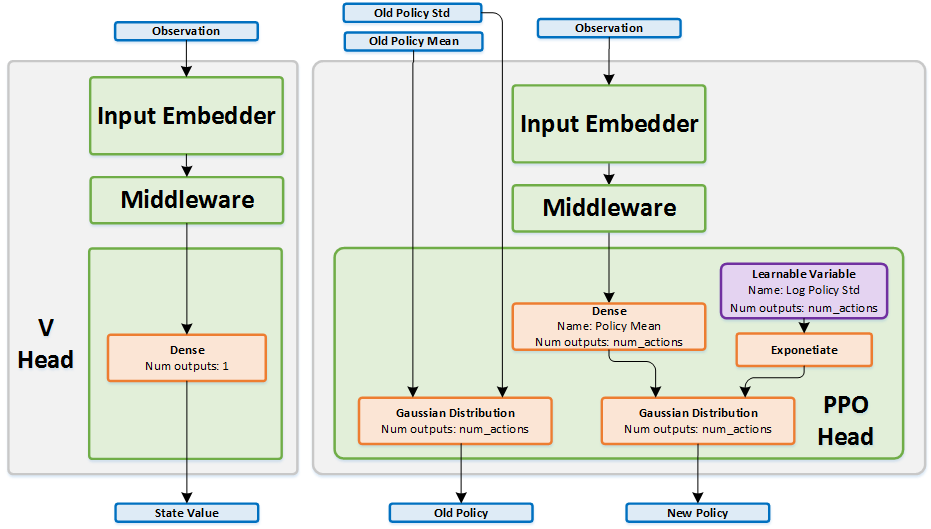 Observation
Input Embedder
Middleware
V
Head
Dense
Num outputs: 1
State Value
Old Policy Std
Old Policy Mean
Observation
Input Embedder
Middleware
Learnable Variable
Name: Log Policy Std
Num outputs: num_actions
Dense
Name: Policy Mean
Num outputs: num_actions
Exponetiate
Gaussian Distribution
Num outputs: num_actions
Gaussian Distribution
Num outputs: num_actions
PPO
Head
Old Policy
New Policy